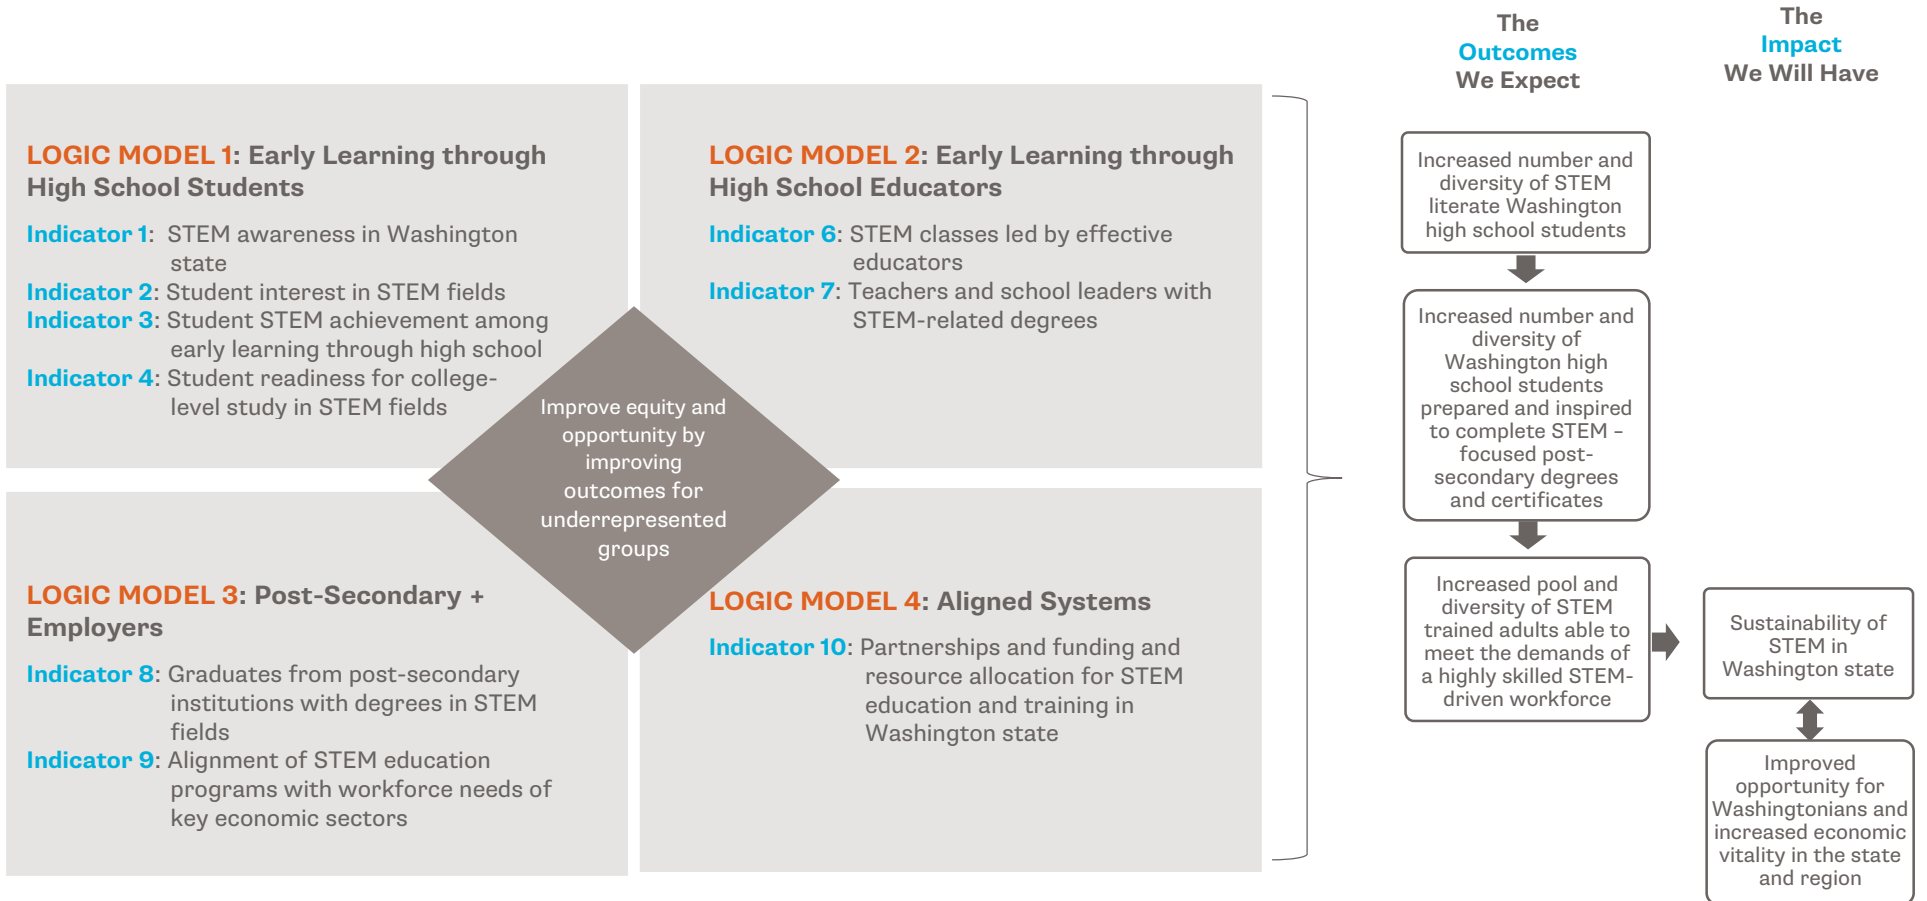 LOGIC MODEL 1: Early Learning through
High School Students
Indicator 1: STEM awareness in Washington
state
Indicator 2: Student interest in STEM fields
Indicator 3: Student STEM achievement among
early learning through high school
Indicator 4: Student readiness for college-
level study in STEM fields
LOGIC MODEL 2: Early Learning through
High School Educators
Indicator 6: STEM classes led by effective
educators
Indicator 7: Teachers and school leaders with
STEM-related degrees
Improve equity and
opportunity by
improving
outcomes for
underrepresented
groups
LOGIC MODEL 3: Post-Secondary +
Employers
Indicator 8: Graduates from post-secondary
institutions with degrees in STEM
fields
Indicator 9: Alignment of STEM education
programs with workforce needs of
key economic sectors
LOGIC MODEL 4: Aligned Systems
Indicator 10: Partnerships and funding and
resource allocation for STEM
education and training in
Washington state
The
Outcomes
We Expect
Increased number and
diversity of STEM
literate Washington
high school students
Increased number and
diversity of
Washington high
school students
prepared and inspired
to complete STEM –
focused post-
secondary degrees
and certificates
Increased pool and
diversity of STEM
trained adults able to
meet the demands of
a highly skilled STEM-
driven workforce
The
Impact
We Will Have
Sustainability of
STEM in
Washington state
Improved
opportunity for
Washingtonians and
increased economic
vitality in the state
and region